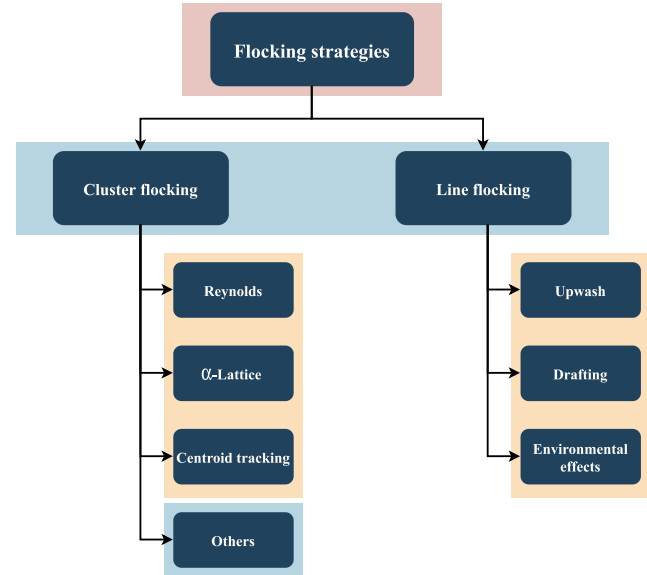 Flocking strategies
Cluster flocking
Line flocking
Reynolds
α-Lattice
Centroid tracking
Others
Upwash
Drafting
Environmental
effects